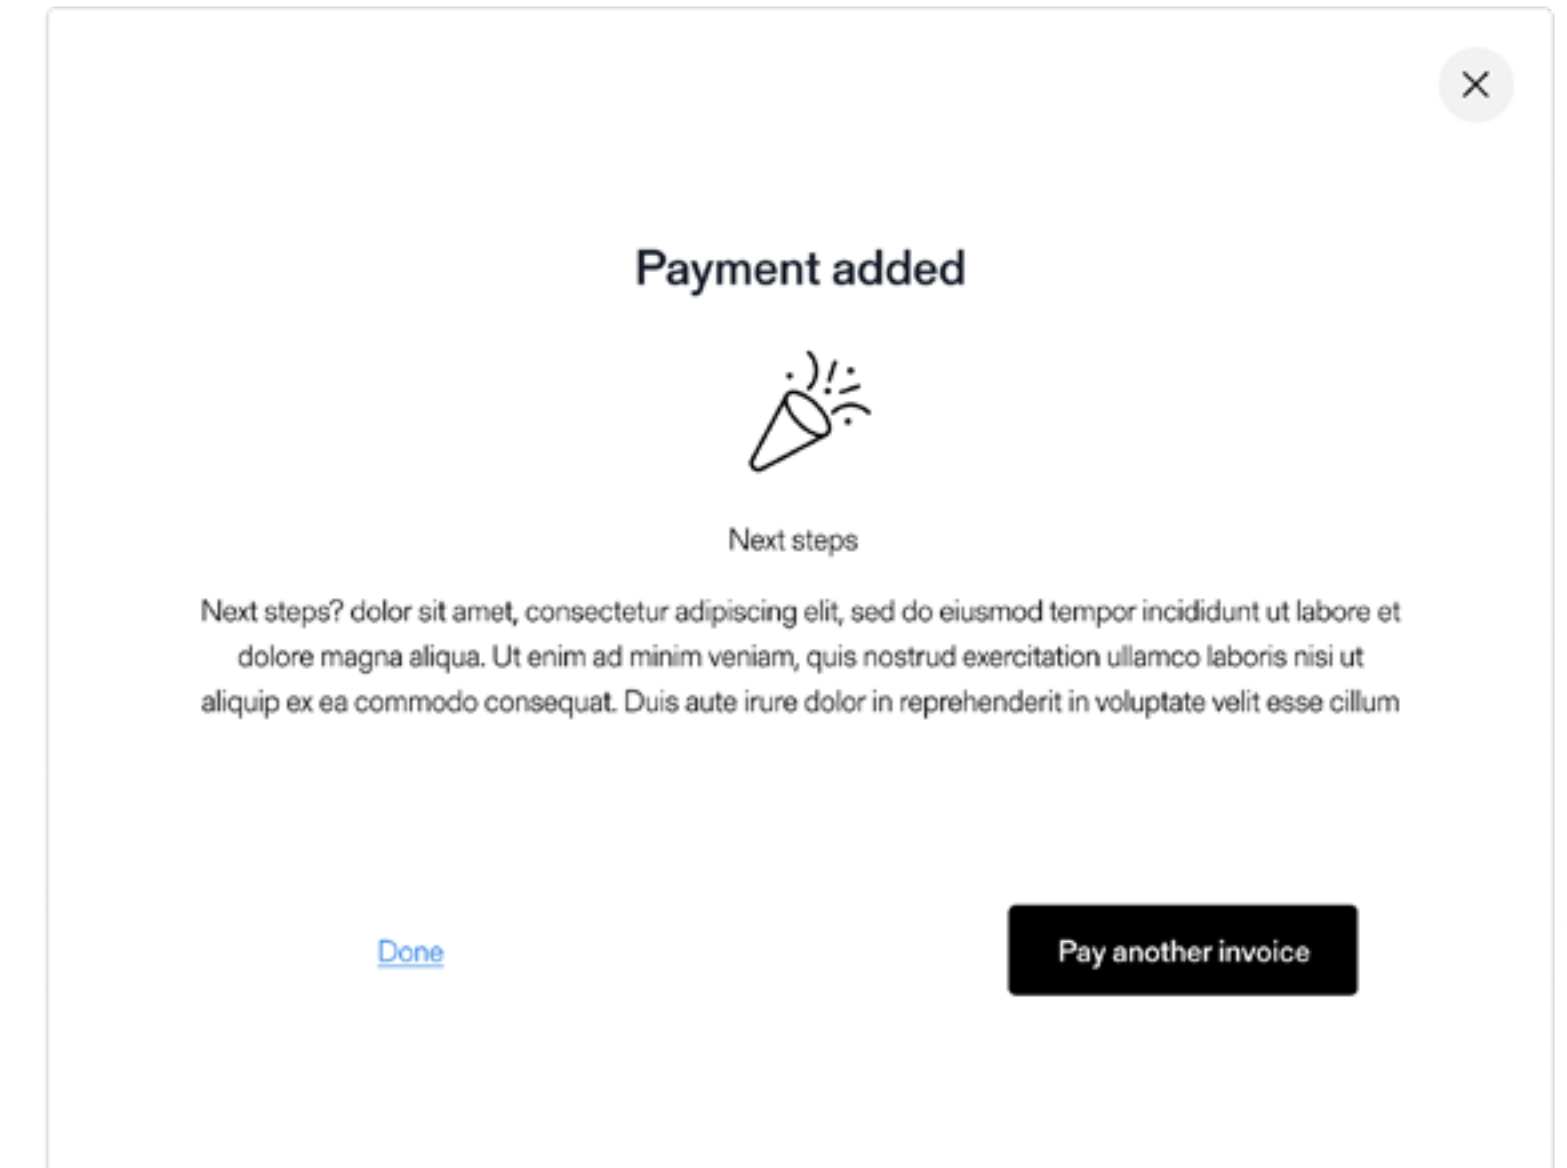 Payment added
Next steps
Next steps? dolor sit amet, consectetur adipiscing elit, sed do eiusmod tempor incididunt ut labore et
dolore magna aliqua. Ut enim ad minim veniam, quis nostrud exercitation ullamco laboris nisi ut
aliquip ex ea commodo consequat. Duis aute irure dolor in reprehenderit in voluptate velit esse cillum
Done
Pay another invoice